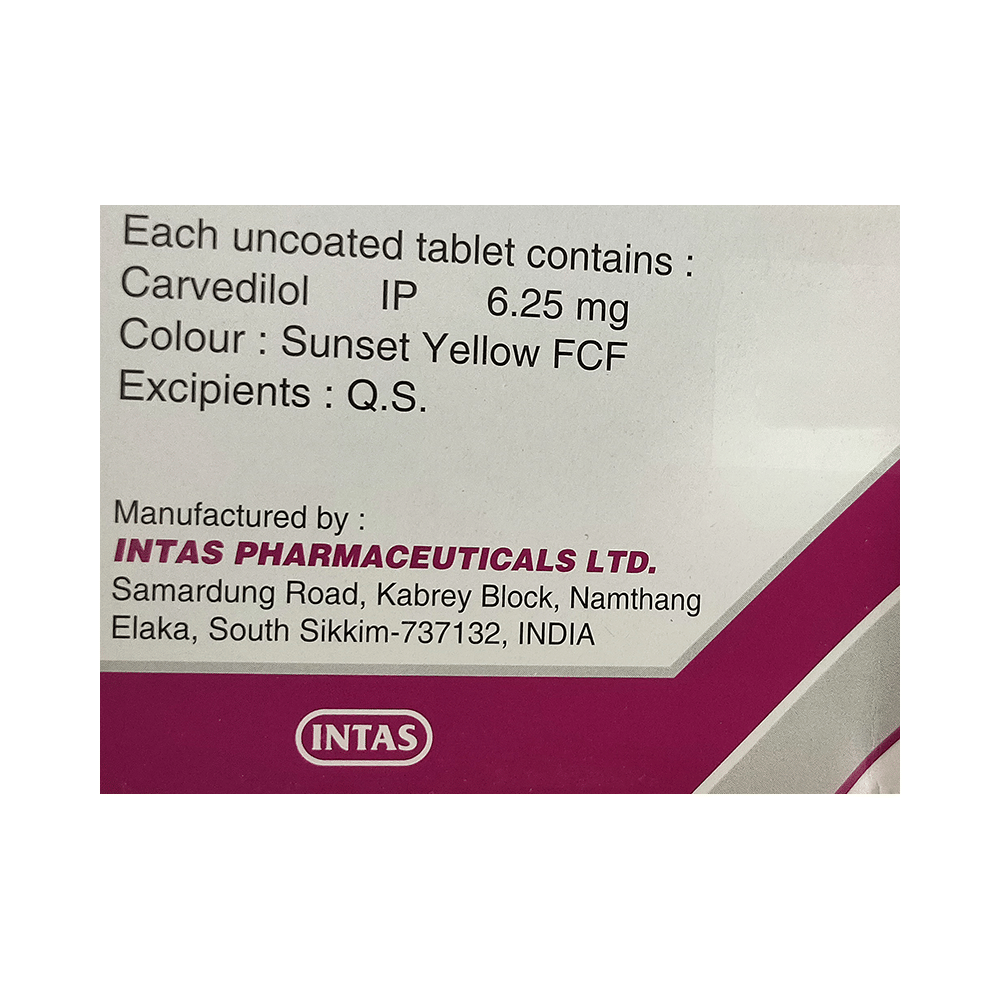 Each uncoated tablet contains :
Carvedilol IP 6.25 mg
Colour : Sunset Yellow FCF
Excipients : Q.S.
Manufactured by :
INTAS PHARMACEUTICALS LTD.
Samardung Road, Kabrey Block, Namthang
Elaka, South Sikkim-737132, INDIA
INTAS